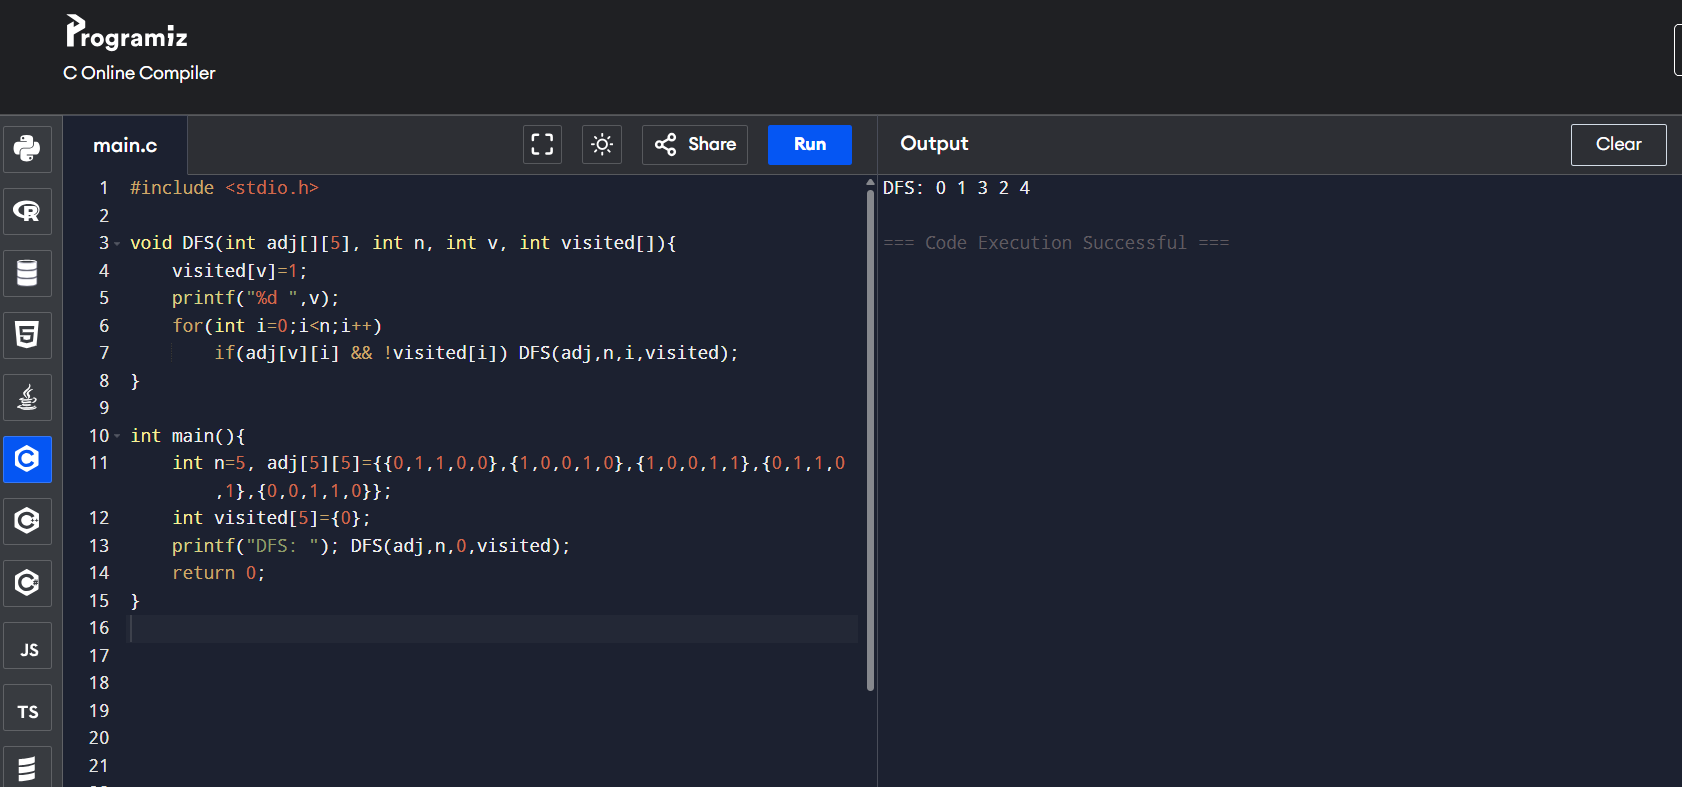 Programiz
C Online Compiler
main.c
Share
Run
Output
Clear
1 #include <stdio.h>
2
3 void DFS(int adj[][5], int n, int v, int visited[]){
4     visited[v]=1;
5     printf("%d ",v);
6     for(int i=0;i<n;i++)
7         if(adj[v][i] && !visited[i]) DFS(adj,n,i,visited);
8 }
9
10 int main(){
11     int n=5, adj[5][5]={{0,1,1,0,0},{1,0,0,1,0},{1,0,0,1,1},{0,1,1,0
,1},{0,0,1,1,0}};
12     int visited[5]={0};
13     printf("DFS: "); DFS(adj,n,0,visited);
14     return 0;
15 }
16
17
18
19
20
21
DFS: 0 1 3 2 4
=== Code Execution Successful ===
R
5
C
C++
C#
JS
TS